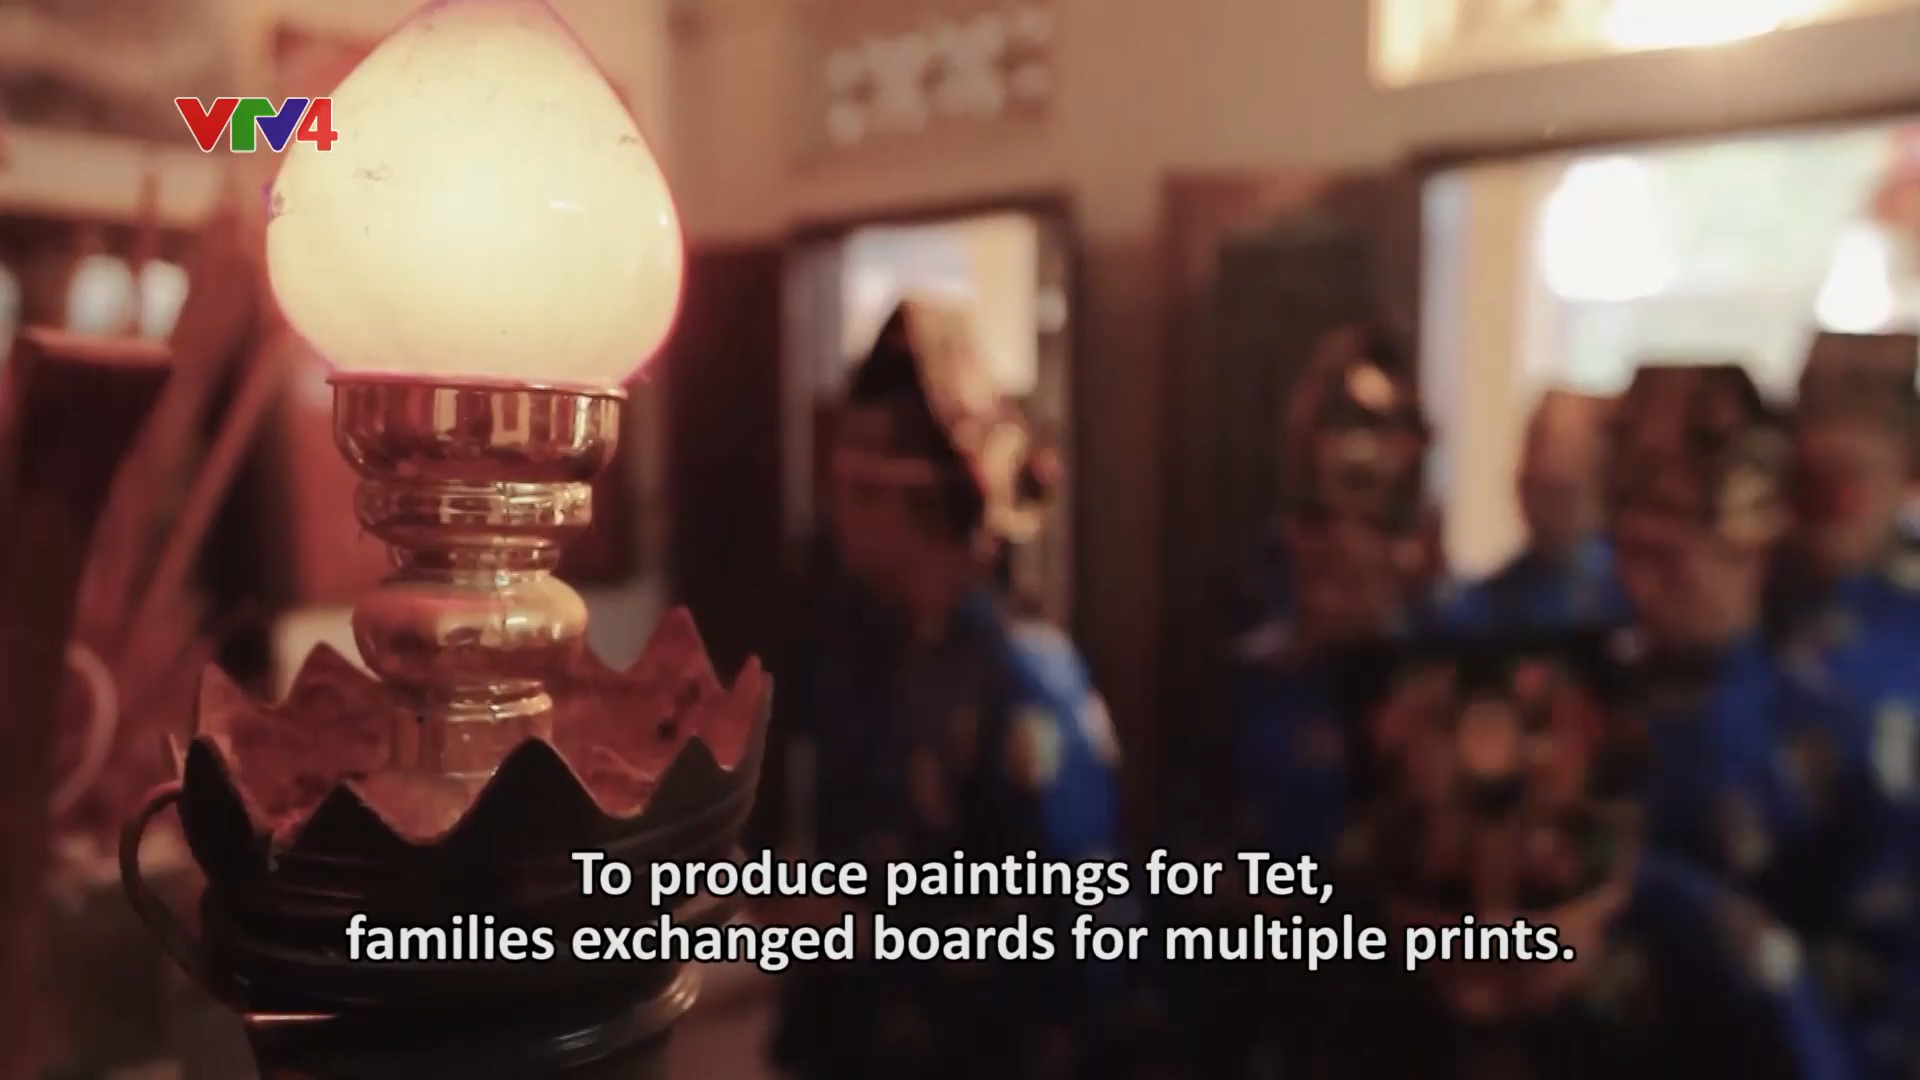 VTV4
To produce paintings for Tet,
families exchanged boards for multiple prints.